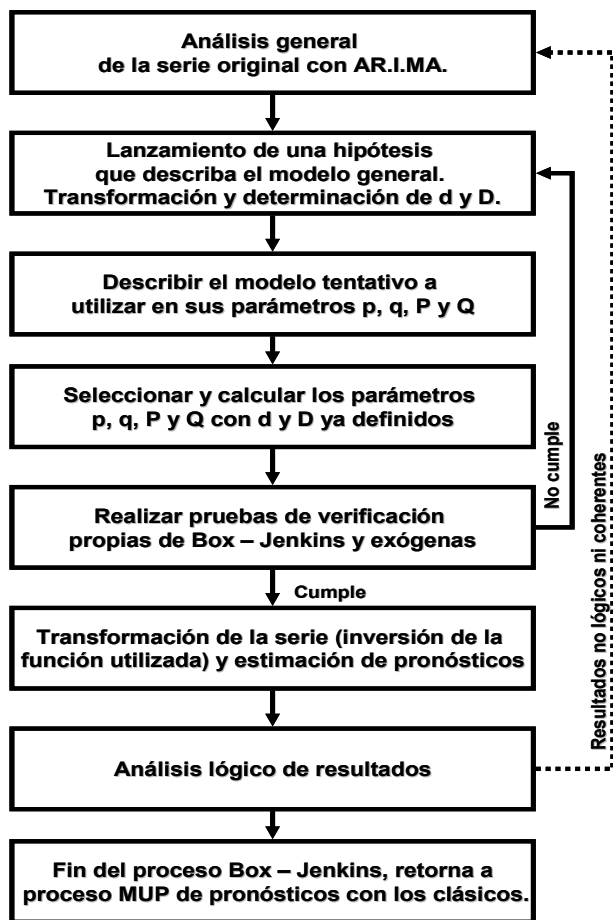 Análisis general
de la serie original con AR.I.MA.
Lanzamiento de una hipótesis
que describa el modelo general.
Transformación y determinación de d y D.
Describir el modelo tentativo a
utilizar en sus parámetros p, q, P y Q
Seleccionar y calcular los parámetros
p, q, P y Q con d y D ya definidos
Realizar pruebas de verificación
propias de Box – Jenkins y exógenas
No cumple
Cumple
Transformación de la serie (inversión de la
función utilizada) y estimación de pronósticos
Análisis lógico de resultados
Resultados no lógicos ni coherentes
Fin del proceso Box – Jenkins, retorna a
proceso MUP de pronósticos con los clásicos.